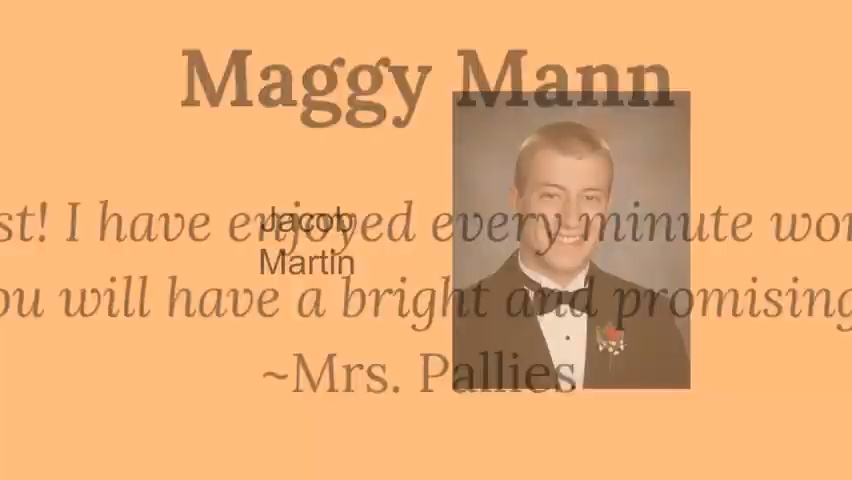 Maggy Mann
st! I have enjoyed every minute wor
Jacob
Martin
ou will have a bright and promising
~Mrs. Pallies